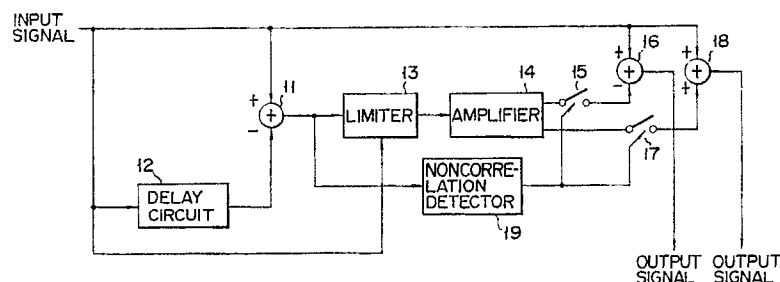 INPUT
SIGNAL
+
-
11
13
LIMITER
14
AMPLIFIER
15
+
-
16
+
+
18
17
12
DELAY
CIRCUIT
NONCORRE-
LATION
DETECTOR
19
OUTPUT
SIGNAL
OUTPUT
SIGNAL